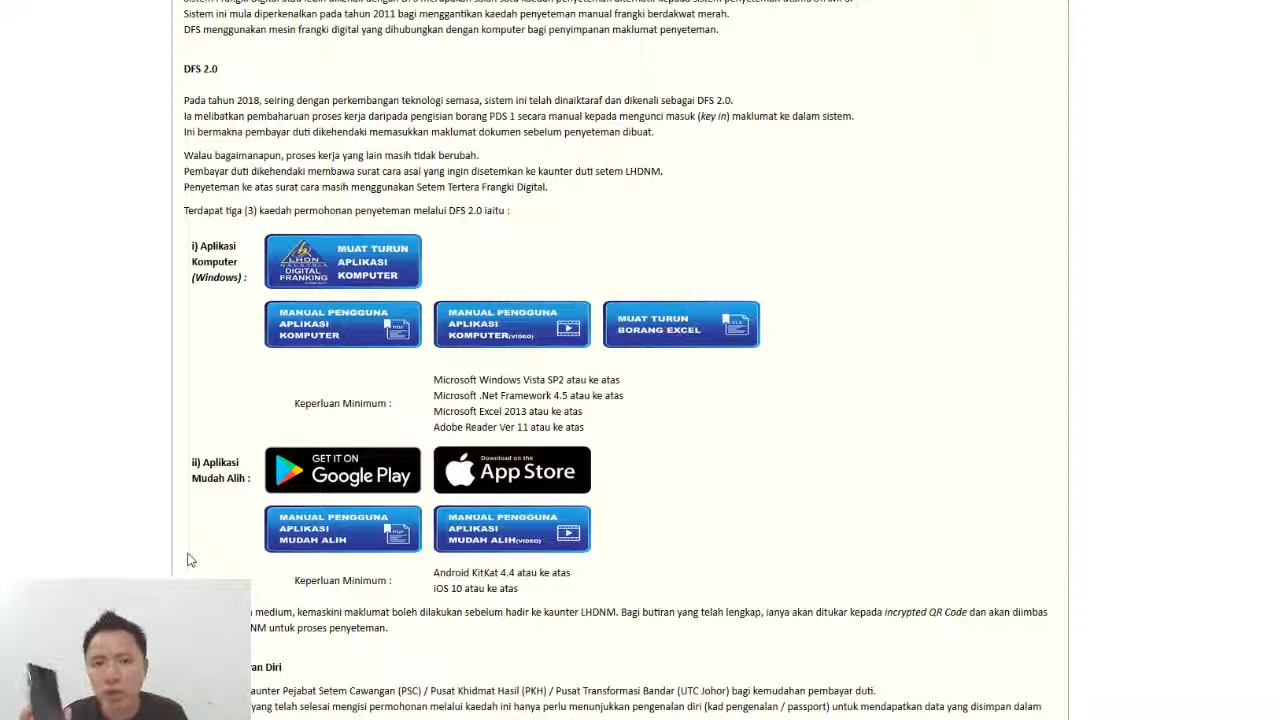 Sistem ini mula diperkenalkan pada tahun 2011 bagi menggantikan kaedah penyeteman manual frangki berdakwat merah.
DFS menggunakan mesin frangki digital yang dihubungkan dengan komputer bagi penyimpanan maklumat penyeteman.
DFS 2.0
Pada tahun 2018, seiring dengan perkembangan teknologi semasa, sistem ini telah dinaiktaraf dan dikenali sebagai DFS 2.0.
Ia melibatkan pembaharuan proses kerja daripada pengisian borang PDS 1 secara manual kepada mengunci masuk (key in) maklumat ke dalam sistem.
Ini bermakna pembayar duti dikehendaki memasukkan maklumat dokumen sebelum penyeteman dibuat.
Walau bagaimanapun, proses kerja yang lain masih tidak berubah.
Pembayar duti dikehendaki membawa surat cara asal yang ingin disetemkan ke kaunter duti setem LHDNM.
Penyeteman ke atas surat cara masih menggunakan Setem Tertera Frangki Digital.
Terdapat tiga (3) kaedah permohonan penyeteman melalui DFS 2.0 iaitu :
i) Aplikasi
Komputer
(Windows) :
LHDN
MALAYSIA
DIGITAL
FRANKING
MUAT TURUN
APLIKASI
KOMPUTER
MANUAL PENGGUNA
APLIKASI
KOMPUTER
PDF
MANUAL PENGGUNA
APLIKASI
KOMPUTER(VIDEO)
MUAT TURUN
BORANG EXCEL
XLS
Keperluan Minimum :
Microsoft Windows Vista SP2 atau ke atas
Microsoft .Net Framework 4.5 atau ke atas
Microsoft Excel 2013 atau ke atas
Adobe Reader Ver 11 atau ke atas
ii) Aplikasi
Mudah Alih :
GET IT ON
Google Play
Download on the
App Store
MANUAL PENGGUNA
APLIKASI
MUDAH ALIH
PDF
MANUAL PENGGUNA
APLIKASI
MUDAH ALIH(VIDEO)
Keperluan Minimum :
Android KitKat 4.4 atau ke atas
iOS 10 atau ke atas
medium, kemaskini maklumat boleh dilakukan sebelum hadir ke kaunter LHDNM. Bagi butiran yang telah lengkap, ianya akan ditukar kepada incrypted QR Code dan akan diimbas
NM untuk proses penyeteman.
an Diri
aunter Pejabat Setem Cawangan (PSC) / Pusat Khidmat Hasil (PKH) / Pusat Transformasi Bandar (UTC Johor) bagi kemudahan pembayar duti.
yang telah selesai mengisi permohonan melalui kaedah ini hanya perlu menunjukkan pengenalan diri (kad pengenalan / passport) untuk mendapatkan data yang disimpan dalam